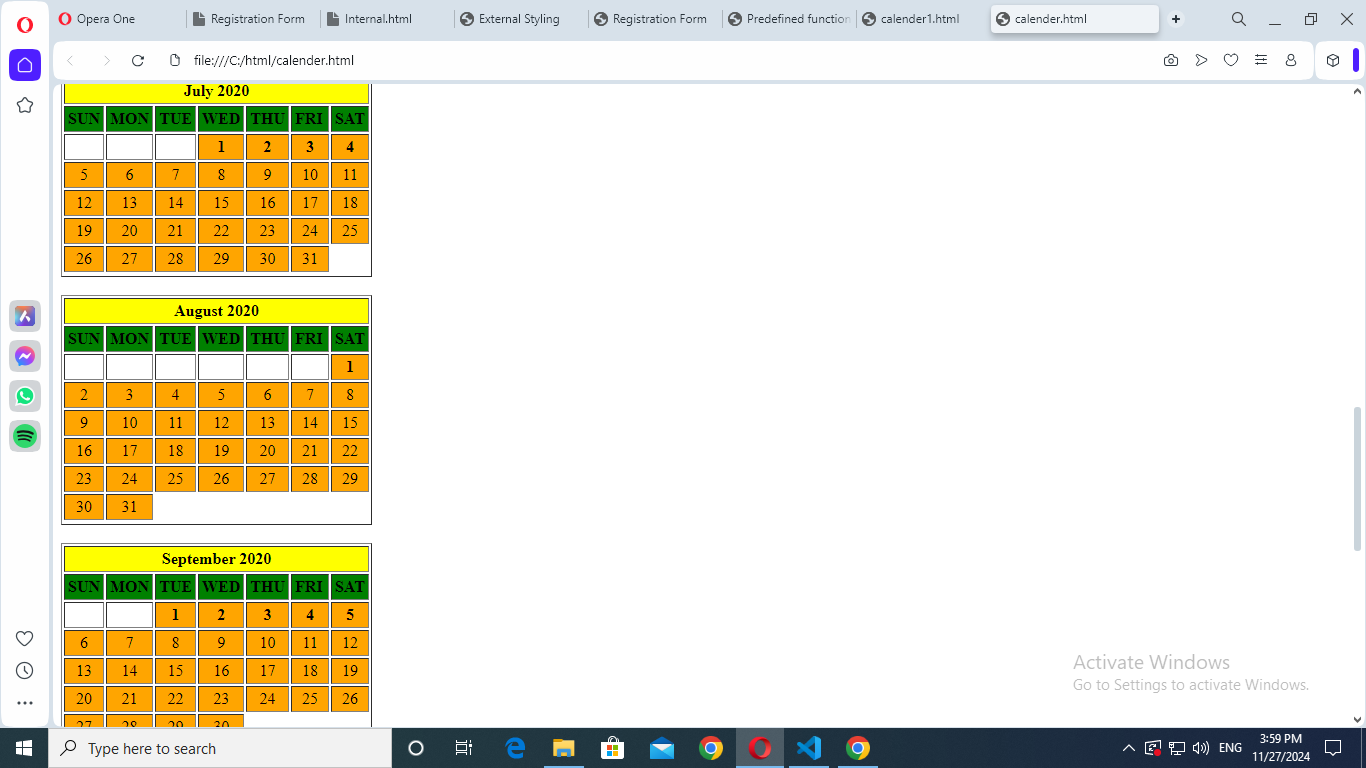 Opera One Registration Form Internal.html External Styling Registration Form Predefined function calender1.html calender.html
file:///C:/html/calender.html
July 2020
SUN MON TUE WED THU FRI SAT
1 2 3 4
5 6 7 8 9 10 11
12 13 14 15 16 17 18
19 20 21 22 23 24 25
26 27 28 29 30 31
August 2020
SUN MON TUE WED THU FRI SAT
1
2 3 4 5 6 7 8
9 10 11 12 13 14 15
16 17 18 19 20 21 22
23 24 25 26 27 28 29
30 31
September 2020
SUN MON TUE WED THU FRI SAT
1 2 3 4 5
6 7 8 9 10 11 12
13 14 15 16 17 18 19
20 21 22 23 24 25 26
27 28 29 30
Activate Windows
Go to Settings to activate Windows.
Type here to search
ENG
3:59 PM
11/27/2024